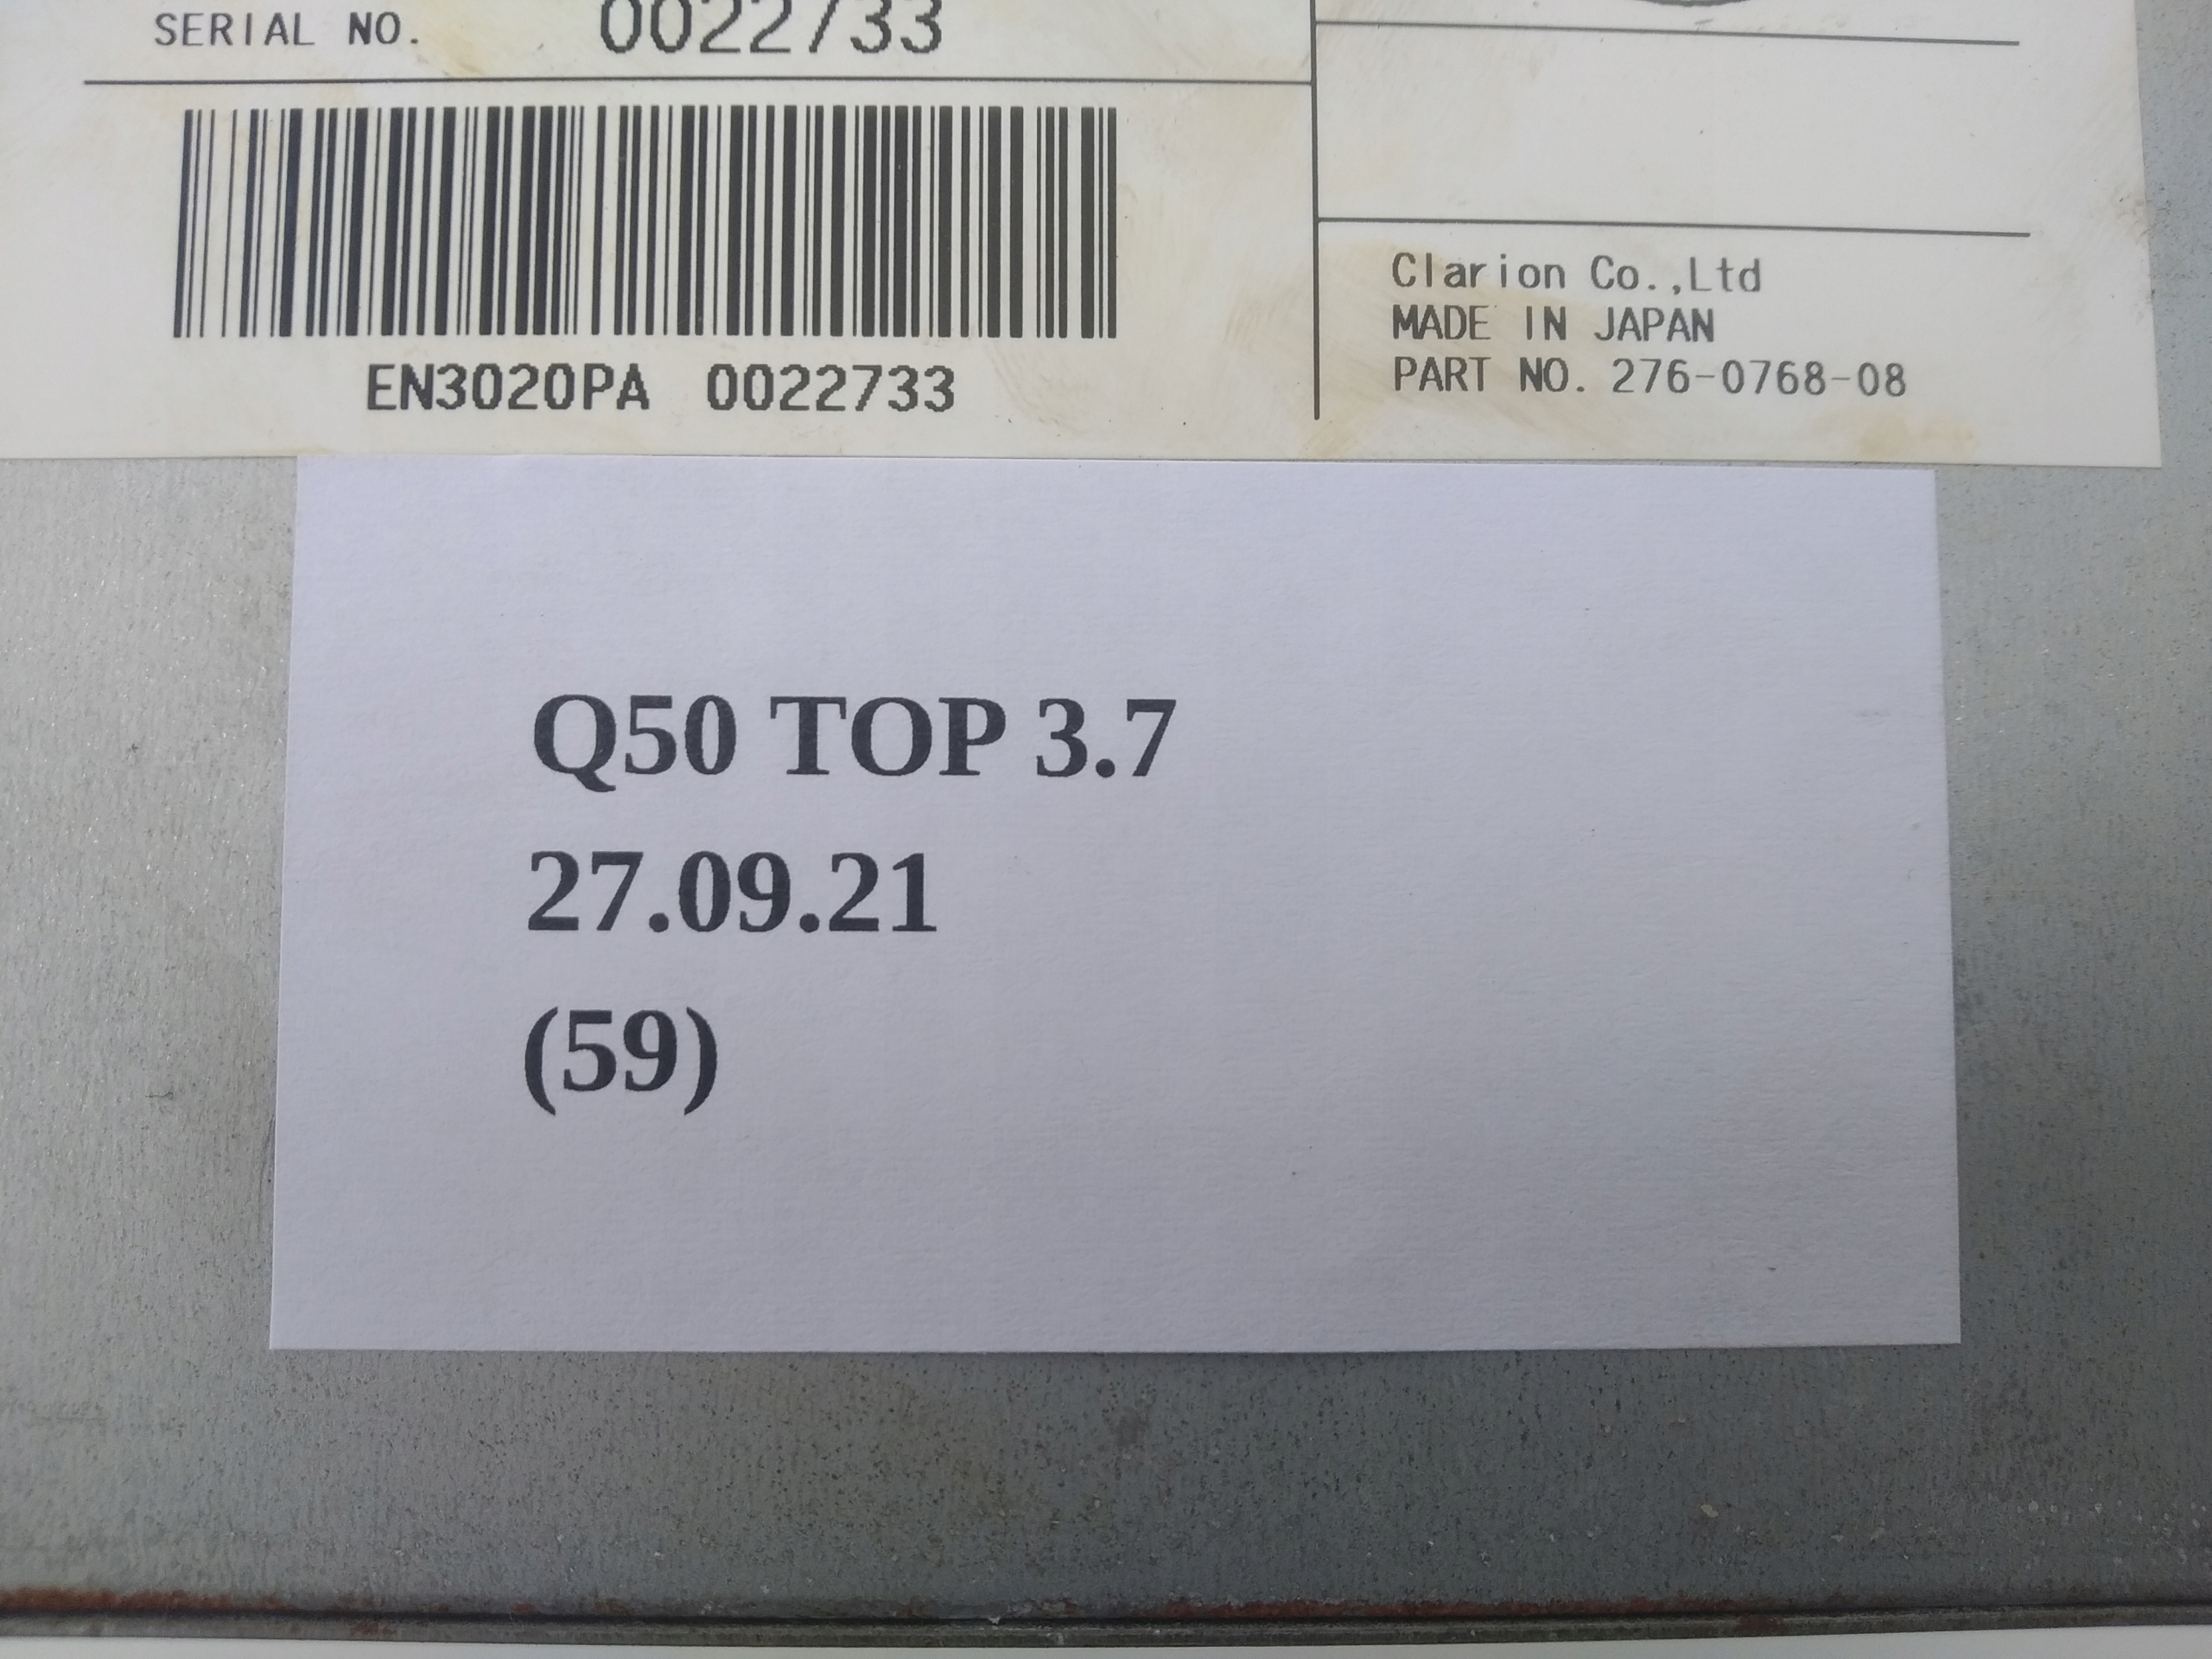 SERIAL NO. 0022733
EN3020PA 0022733
Clarion Co.,Ltd
MADE IN JAPAN
PART NO. 276-0768-08
Q50 TOP 3.7
27.09.21
(59)